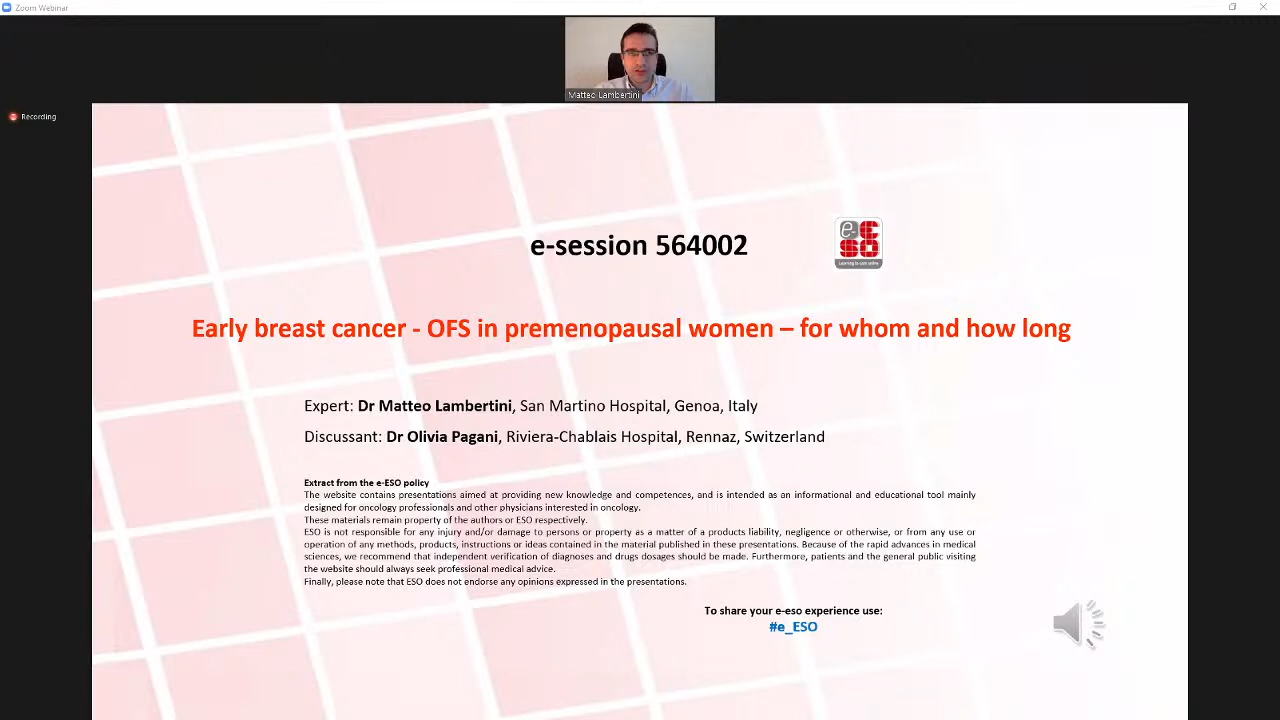 Zoom Webinar
Matteo Lambertini
Recording
e-session 564002
e-
ESO
Learning to care online
Early breast cancer - OFS in premenopausal women – for whom and how long
Expert: Dr Matteo Lambertini, San Martino Hospital, Genoa, Italy
Discussant: Dr Olivia Pagani, Riviera-Chablais Hospital, Rennaz, Switzerland
Extract from the e-ESO policy
The website contains presentations aimed at providing new knowledge and competences, and is intended as an informational and educational tool mainly
designed for oncology professionals and other physicians interested in oncology.
These materials remain property of the authors or ESO respectively.
ESO is not responsible for any injury and/or damage to persons or property as a matter of a products liability, negligence or otherwise, or from any use or
operation of any methods, products, instructions or ideas contained in the material published in these presentations. Because of the rapid advances in medical
sciences, we recommend that independent verification of diagnoses and drugs dosages should be made. Furthermore, patients and the general public visiting
the website should always seek professional medical advice.
Finally, please note that ESO does not endorse any opinions expressed in the presentations.
To share your e-eso experience use:
#e_ESO